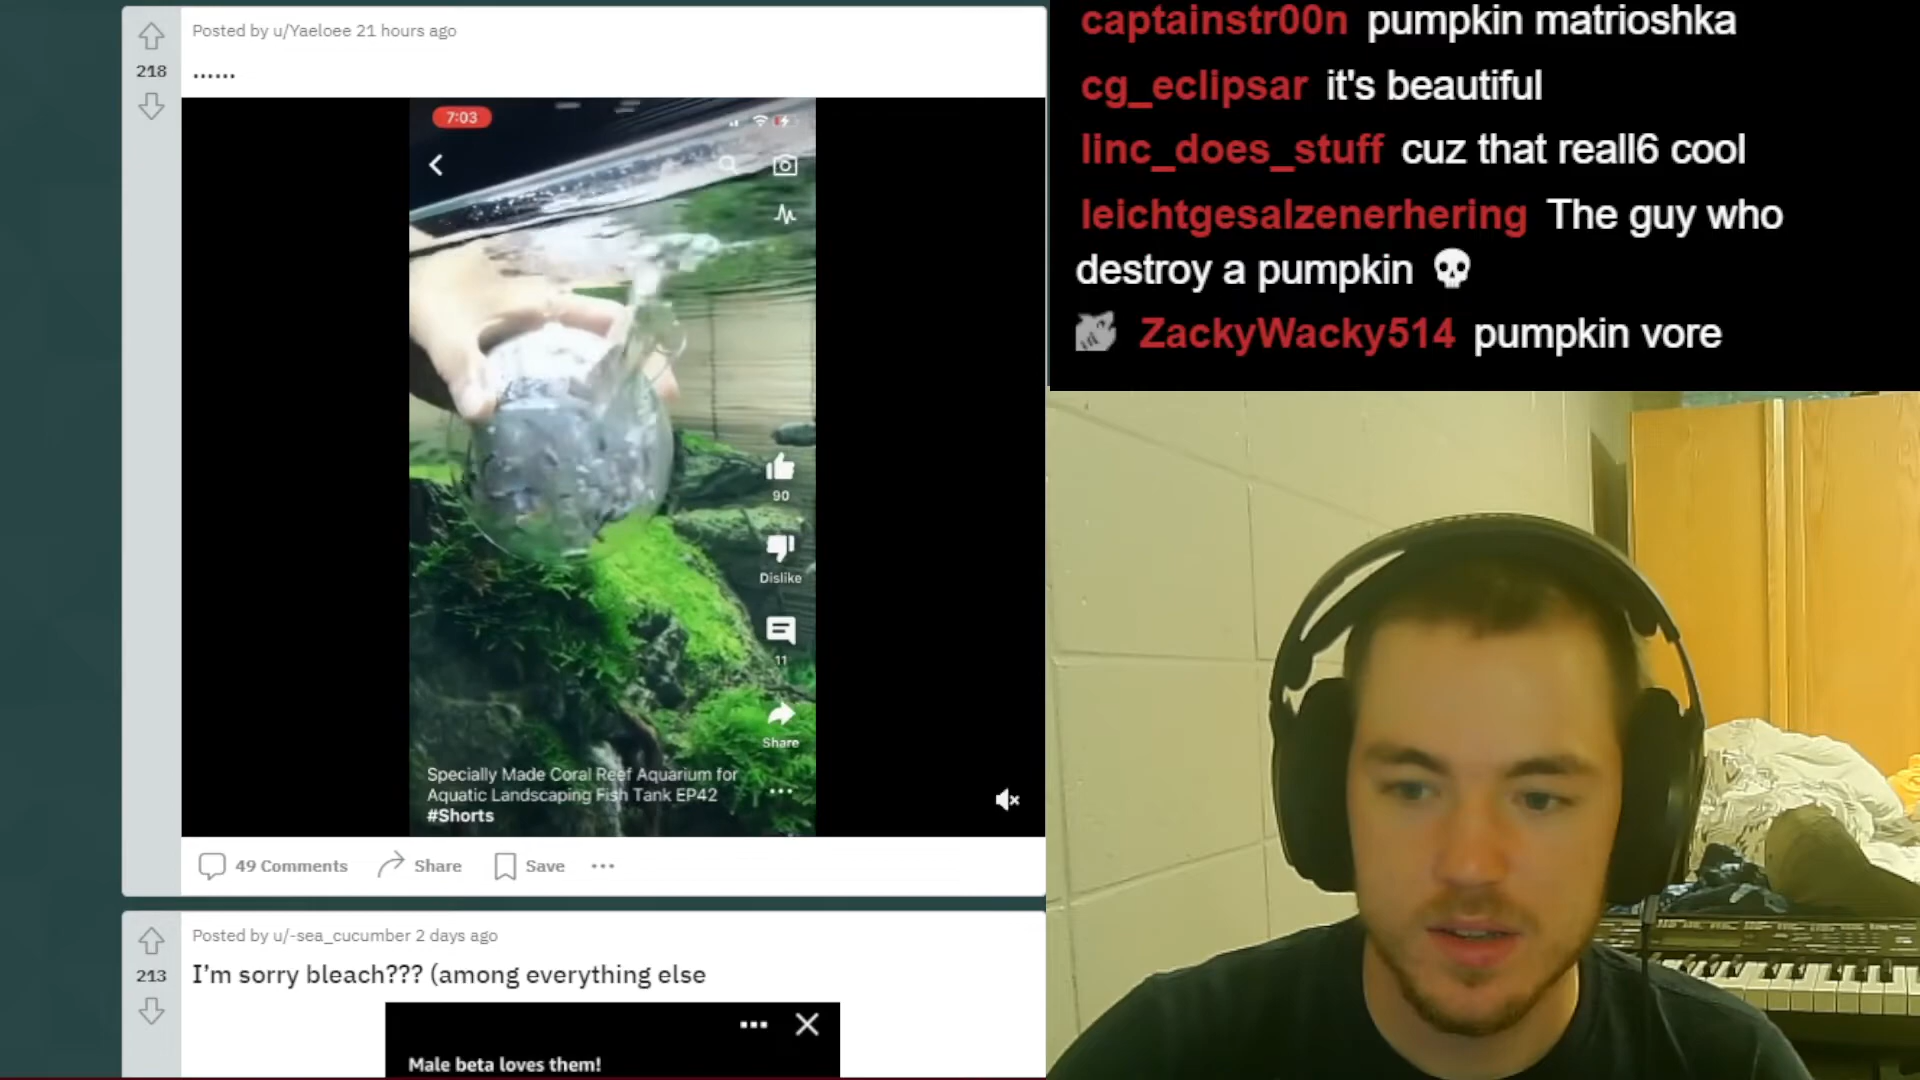 Posted by u/Yaeloee 21 hours ago
218
......
7:03
90
Dislike
11
Share
Specially Made Coral Reef Aquarium for
Aquatic Landscaping Fish Tank EP42
#Shorts
49 Comments
Share
Save
Posted by u/-sea_cucumber 2 days ago
213
I'm sorry bleach??? (among everything else
Male beta loves them!
captainstr00n pumpkin matrioshka
cg_eclipsar it's beautiful
linc_does_stuff cuz that reall6 cool
leichtgesalzenerhering The guy who
destroy a pumpkin 💀
ZackyWacky514 pumpkin vore